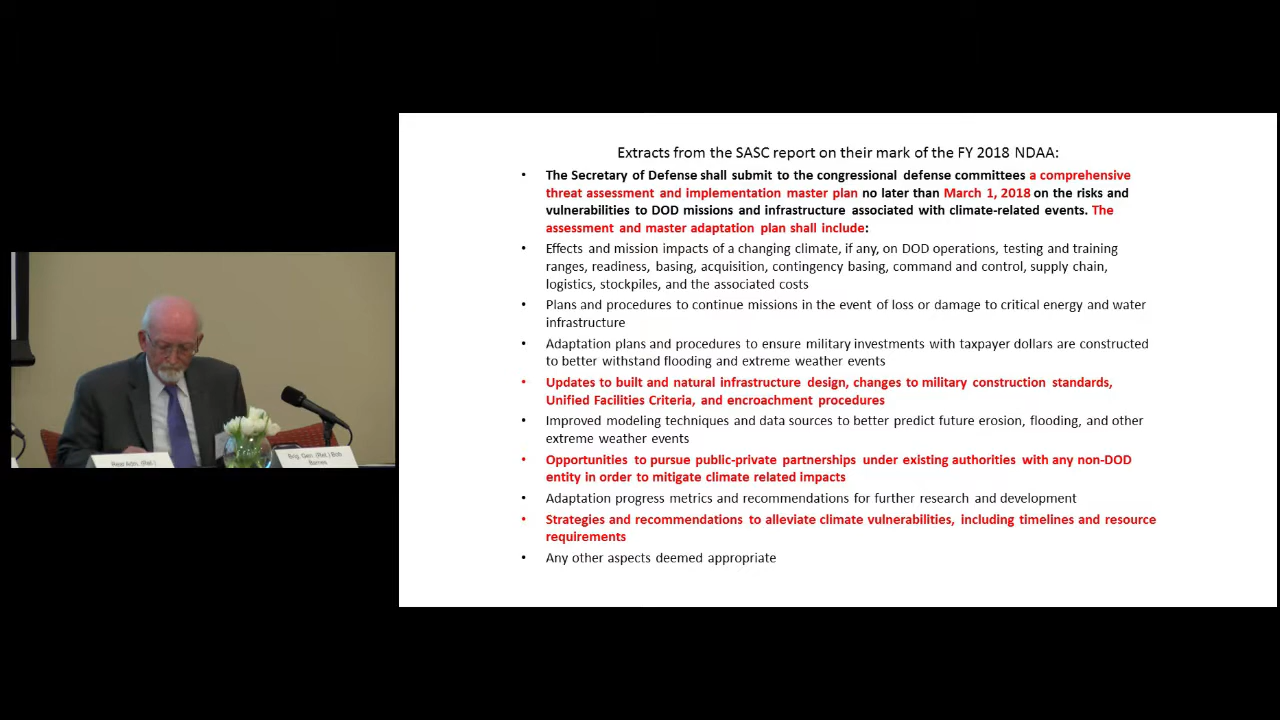 Extracts from the SASC report on their mark of the FY 2018 NDAA:
• The Secretary of Defense shall submit to the congressional defense committees a comprehensive
threat assessment and implementation master plan no later than March 1, 2018 on the risks and
vulnerabilities to DOD missions and infrastructure associated with climate-related events. The
assessment and master adaptation plan shall include:
• Effects and mission impacts of a changing climate, if any, on DOD operations, testing and training
ranges, readiness, basing, acquisition, contingency basing, command and control, supply chain,
logistics, stockpiles, and the associated costs
• Plans and procedures to continue missions in the event of loss or damage to critical energy and water
infrastructure
• Adaptation plans and procedures to ensure military investments with taxpayer dollars are constructed
to better withstand flooding and extreme weather events
• Updates to built and natural infrastructure design, changes to military construction standards,
Unified Facilities Criteria, and encroachment procedures
• Improved modeling techniques and data sources to better predict future erosion, flooding, and other
extreme weather events
• Opportunities to pursue public-private partnerships under existing authorities with any non-DOD
entity in order to mitigate climate related impacts
• Adaptation progress metrics and recommendations for further research and development
• Strategies and recommendations to alleviate climate vulnerabilities, including timelines and resource
requirements
• Any other aspects deemed appropriate
Rear Adm. (Ret.)
Brig. Gen. (Ret.) Bob
Barnes